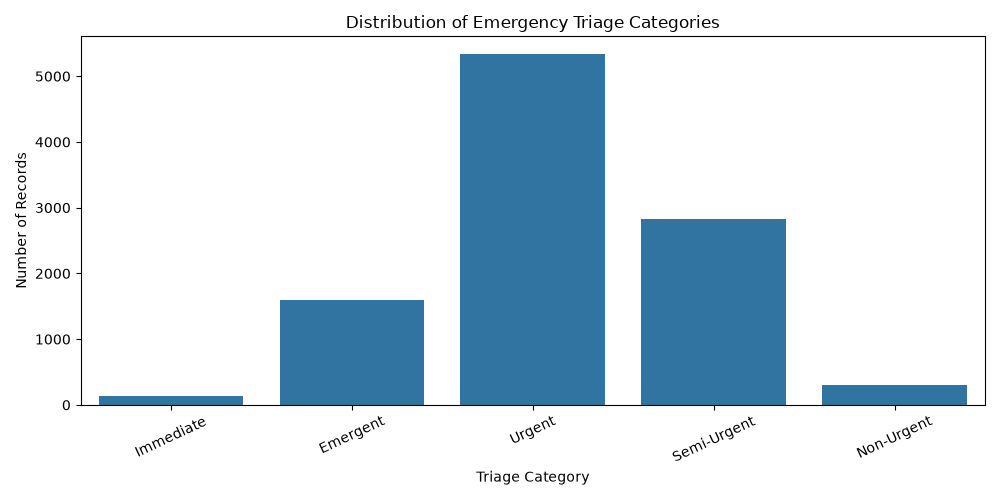 Distribution of Emergency Triage Categories
Number of Records
5000
4000
3000
2000
1000
0
Immediate
Emergent
Urgent
Semi-Urgent
Non-Urgent
Triage Category